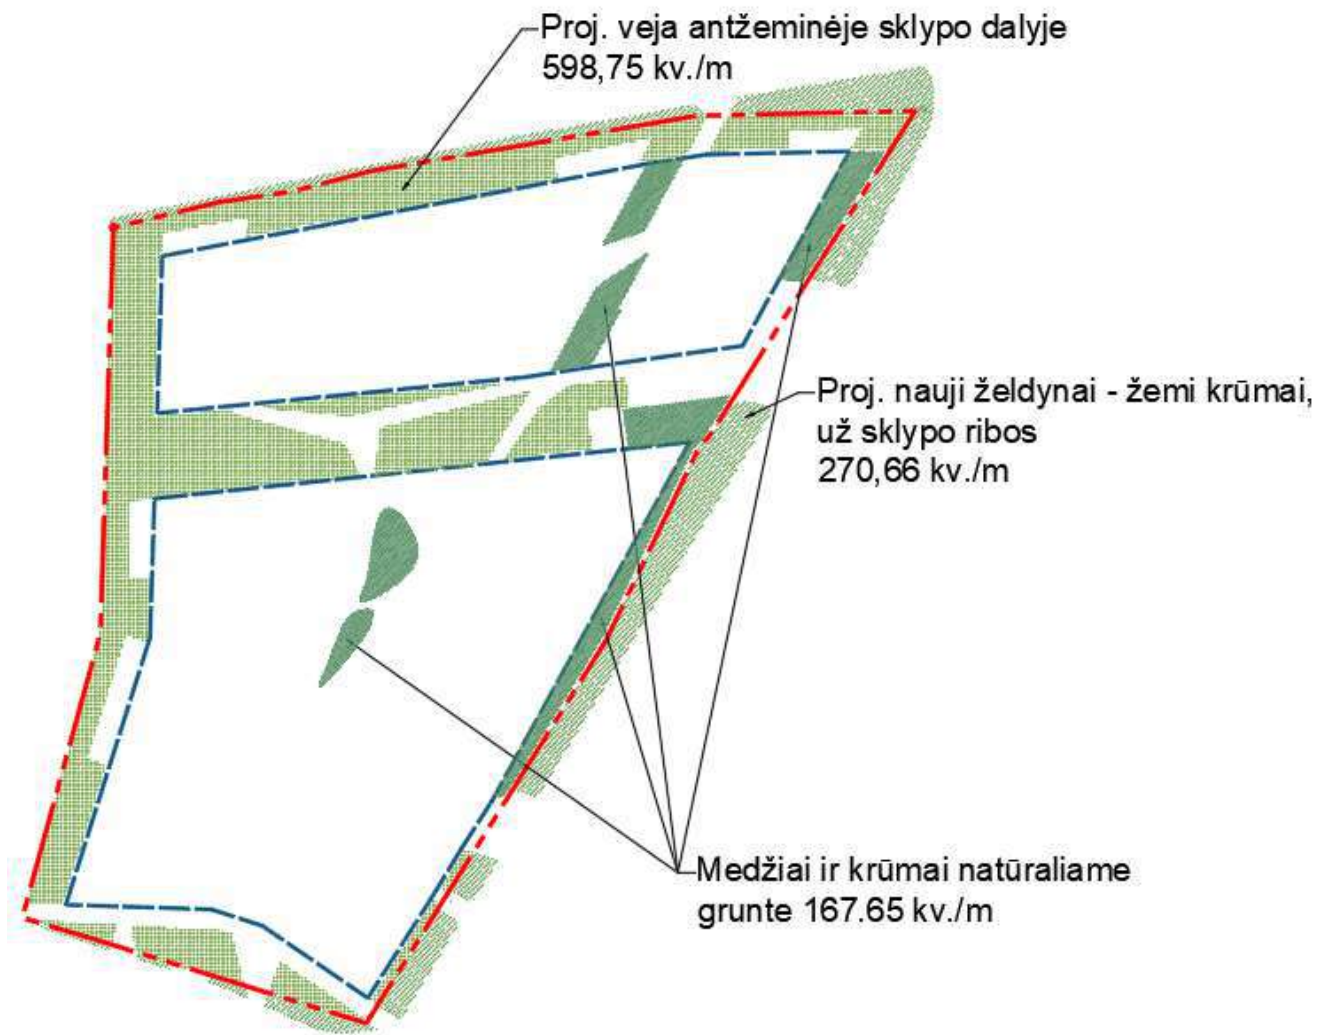 Proj. veja antžeminėje sklypo dalyje
598,75 kv./m
Proj. nauji želdynai - žemi krūmai,
už sklypo ribos
270,66 kv./m
Medžiai ir krūmai natūraliame
grunte 167.65 kv./m